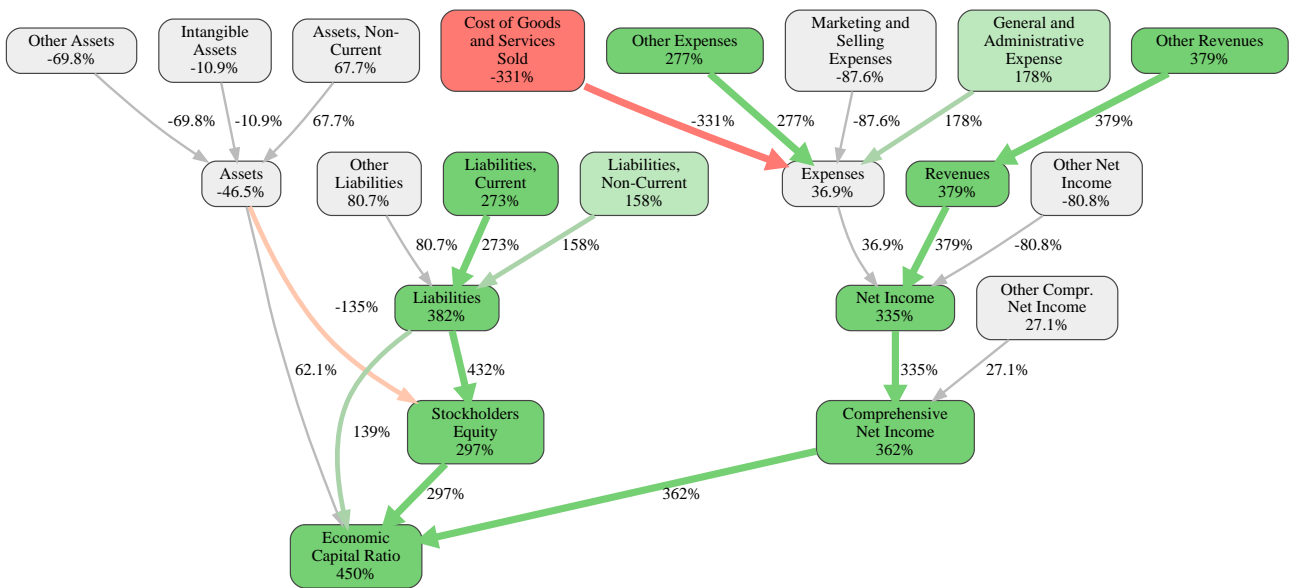 Other Assets
-69.8%
Intangible
Assets
-10.9%
Assets, Non-
Current
67.7%
Cost of Goods
and Services
Sold
-331%
Other Expenses
277%
Marketing and
Selling
Expenses
-87.6%
General and
Administrative
Expense
178%
Other Revenues
379%
-69.8%
-10.9%
67.7%
-331%
277%
-87.6%
178%
379%
Assets
-46.5%
Other
Liabilities
80.7%
Liabilities,
Current
273%
Liabilities,
Non-Current
158%
Expenses
36.9%
Revenues
379%
Other Net
Income
-80.8%
80.7%
273%
158%
36.9%
379%
-80.8%
-135%
Liabilities
382%
Net Income
335%
Other Compr.
Net Income
27.1%
62.1%
432%
335%
27.1%
139%
Stockholders
Equity
297%
Comprehensive
Net Income
362%
297%
362%
Economic
Capital Ratio
450%